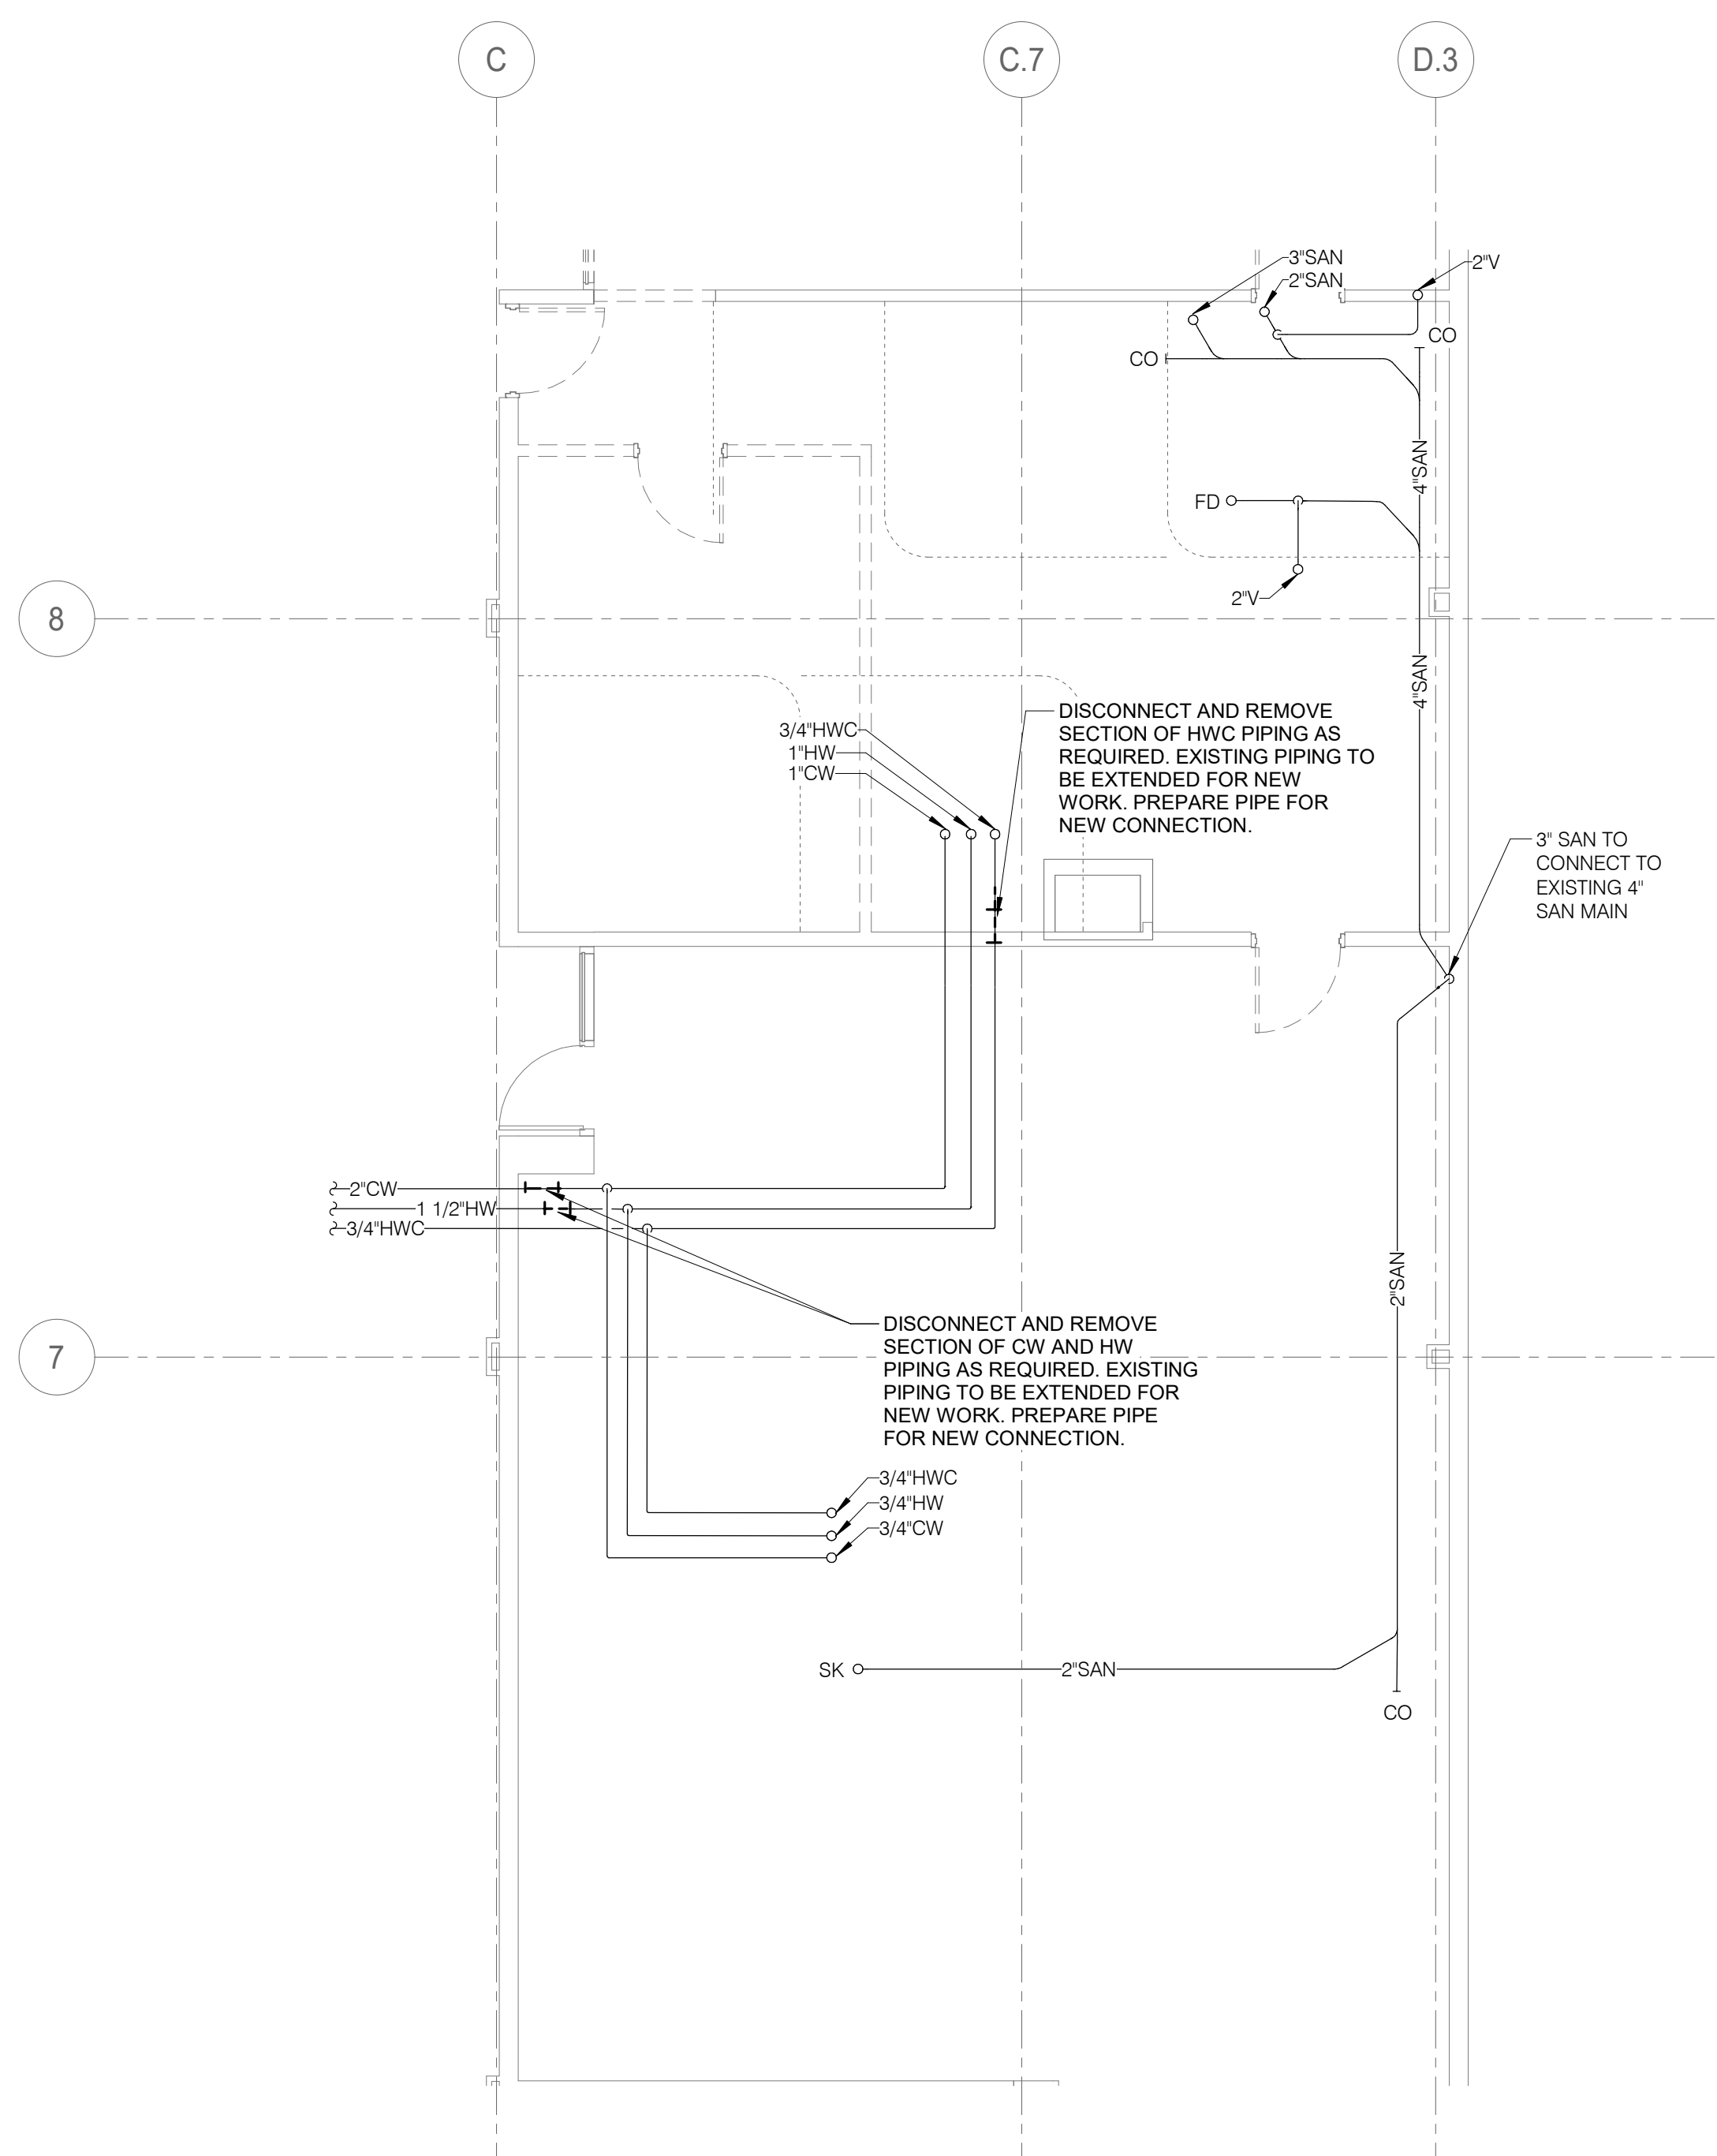 C
C.7
D.3
3"SAN
2"SAN
2"V
CO
CO
4"SAN
FD
2"V
8
4"SAN
3/4"HWC
1"HW
1"CW
DISCONNECT AND REMOVE
SECTION OF HWC PIPING AS
REQUIRED. EXISTING PIPING TO
BE EXTENDED FOR NEW
WORK. PREPARE PIPE FOR
NEW CONNECTION.
3" SAN TO
CONNECT TO
EXISTING 4"
SAN MAIN
2"CW
1 1/2"HW
3/4"HWC
2"SAN
7
DISCONNECT AND REMOVE
SECTION OF CW AND HW
PIPING AS REQUIRED. EXISTING
PIPING TO BE EXTENDED FOR
NEW WORK. PREPARE PIPE
FOR NEW CONNECTION.
3/4"HWC
3/4"HW
3/4"CW
SK
2"SAN
CO